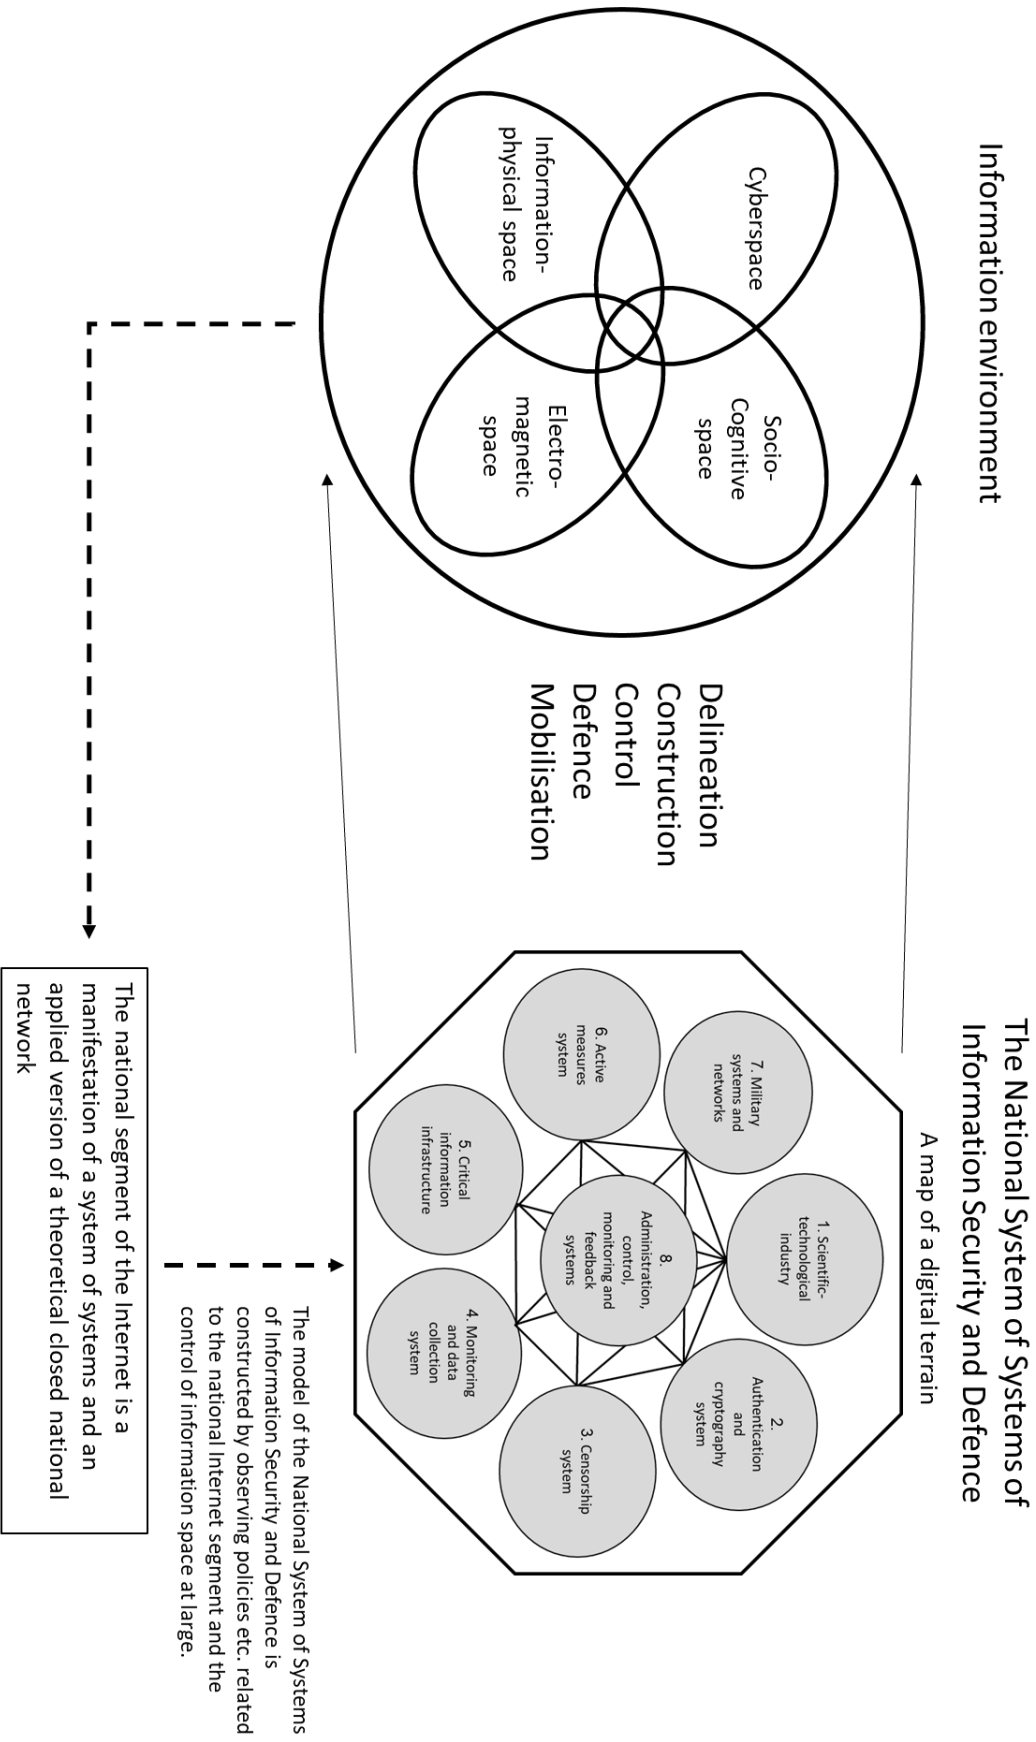 Information environment
Cyberspace
Socio-
Cognitive
space
Information-
physical space
Electro-
magnetic
space
Delineation
Construction
Control
Defence
Mobilisation
The National System of Systems of
Information Security and Defence
A map of a digital terrain
1. Scientific-
technological
industry
2.
Authentication
and
cryptography
system
3. Censorship
system
4. Monitoring
and data
collection
system
5. Critical
information
infrastructure
6. Active
measures
system
7. Military
systems and
networks
8.
Administration,
control,
monitoring and
feedback
systems
The national segment of the Internet is a
manifestation of a system of systems and an
applied version of a theoretical closed national
network
The model of the National System of Systems
of Information Security and Defence is
constructed by observing policies etc. related
to the national Internet segment and the
control of information space at large.